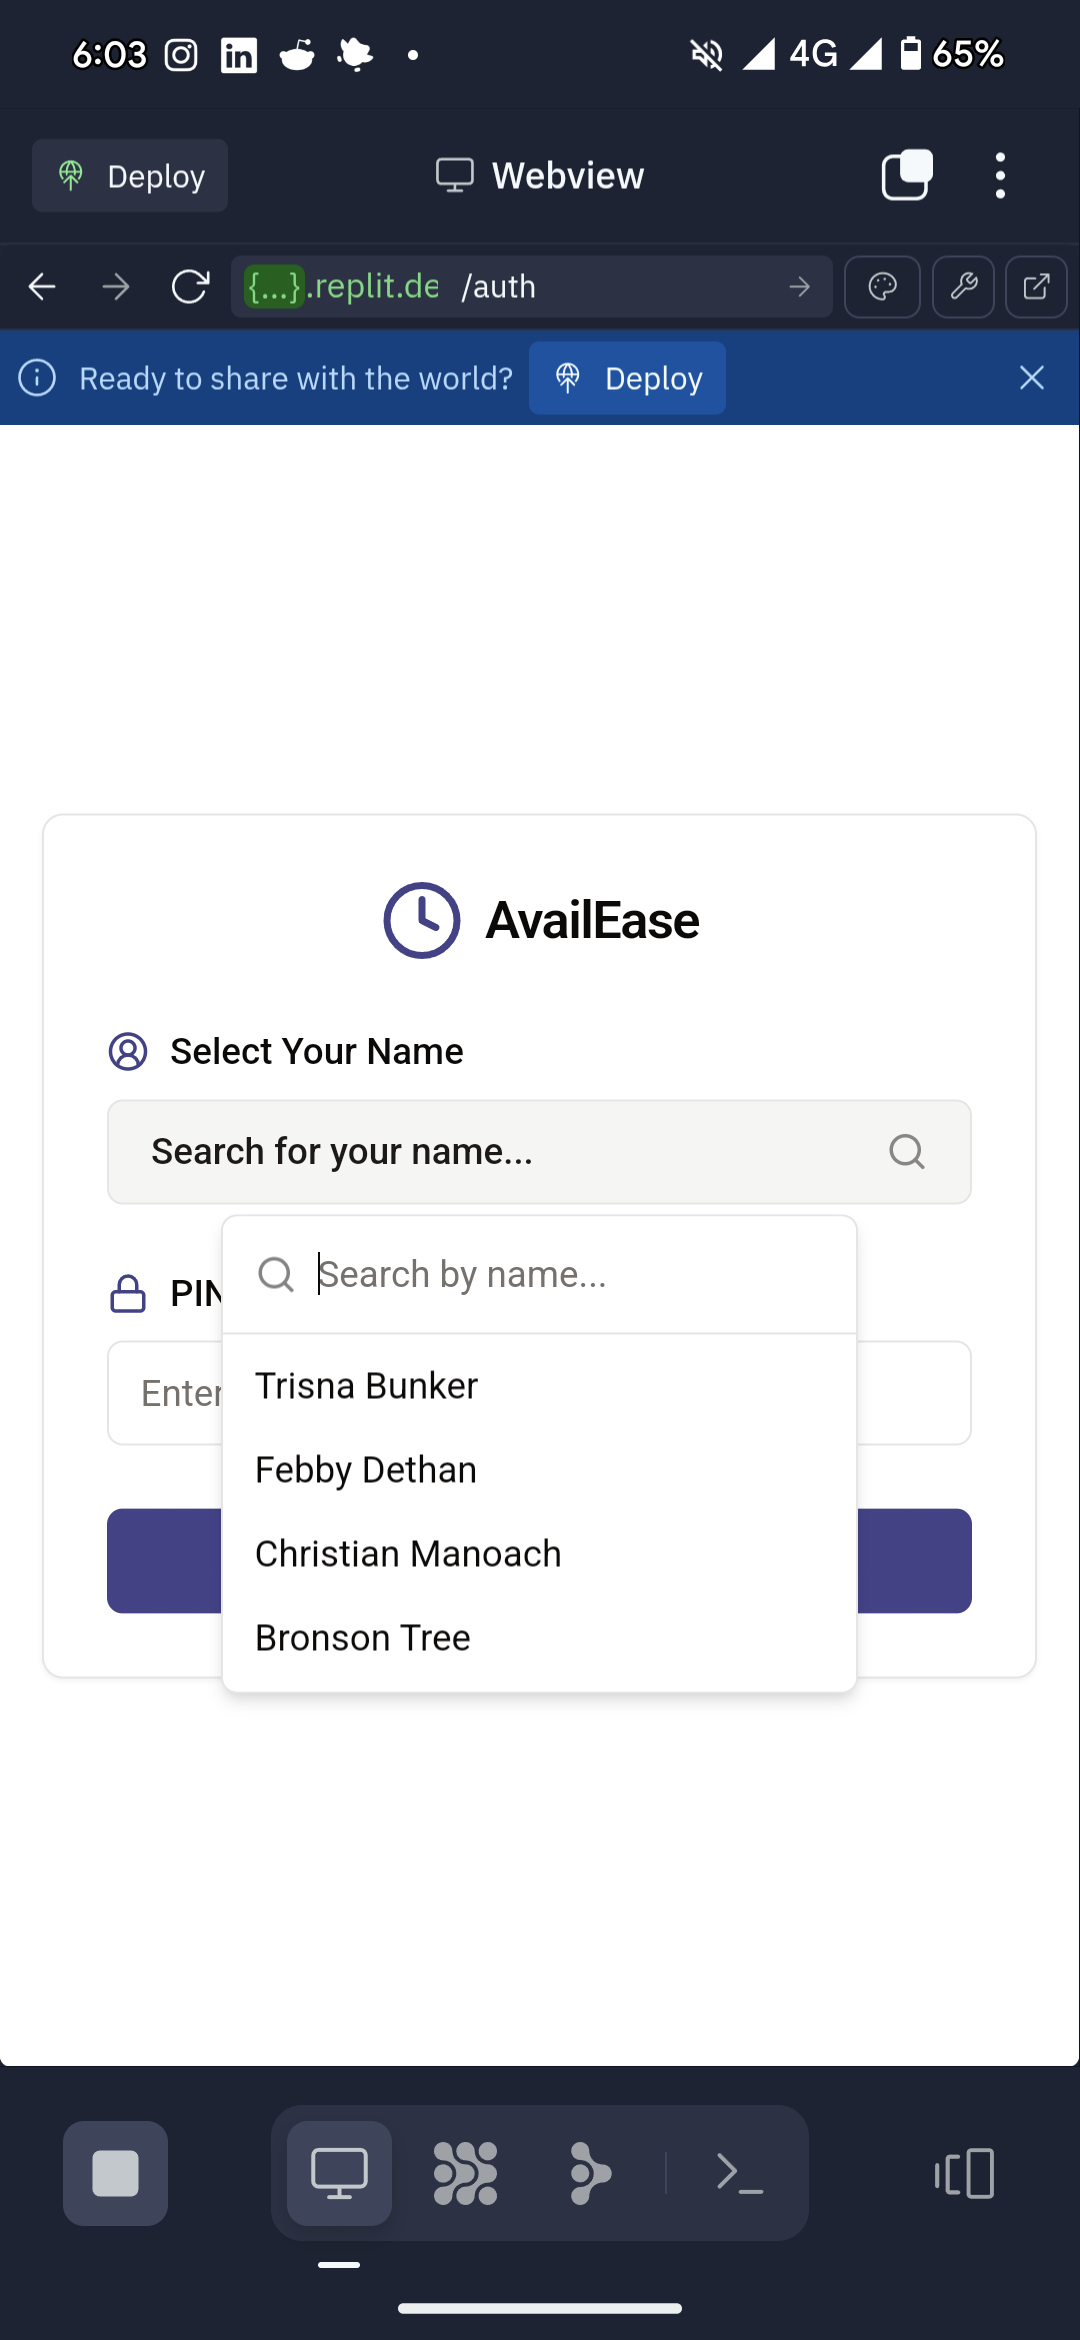 6:03 4G 65%
Deploy Webview
{...}.replit.de /auth
Ready to share with the world? Deploy
AvailEase
Select Your Name
Search for your name...
Search by name...
PIN
Enter
Trisna Bunker
Febby Dethan
Christian Manoach
Bronson Tree